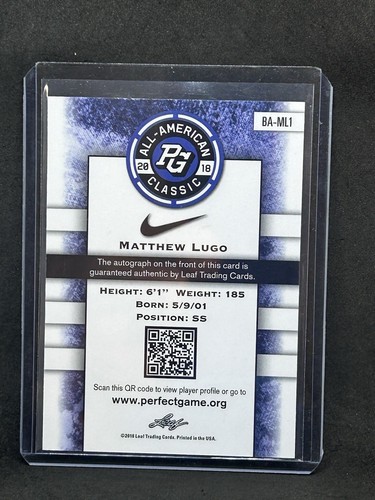 BA-ML1
ALL-AMERICAN
20 PG 18
CLASSIC
MATTHEW LUGO
The autograph on the front of this card is
guaranteed authentic by Leaf Trading Cards.
HEIGHT: 6'1'' WEIGHT: 185
BORN: 5/9/01
POSITION: SS
Scan this QR code to view player profile or go to
www.perfectgame.org
Leaf
©2018 Leaf Trading Cards. Printed in the USA.